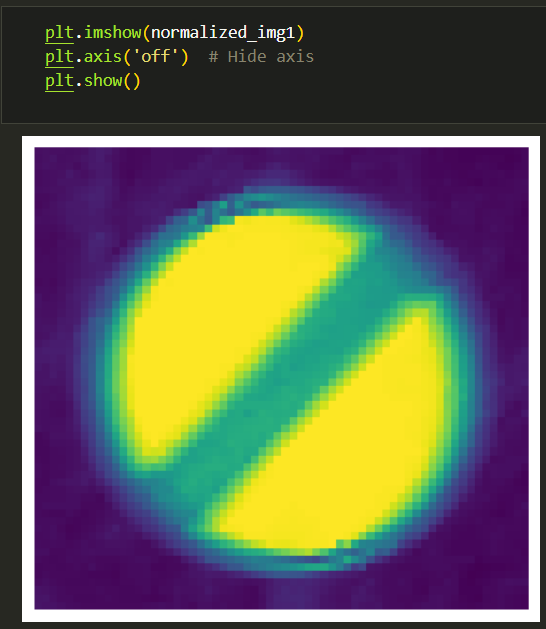 plt.imshow(normalized_img1)
plt.axis('off')  # Hide axis
plt.show()